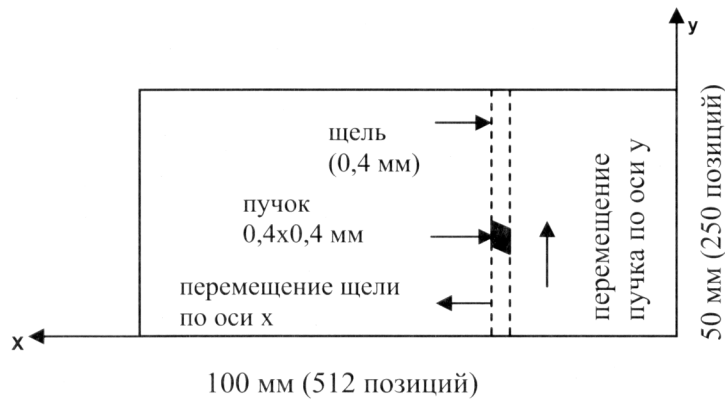 y
щель
(0,4 мм)
пучок
0,4х0,4 мм
перемещение щели
по оси х
перемещение
пучка по оси у
50 мм (250 позиций)
x
100 мм (512 позиций)